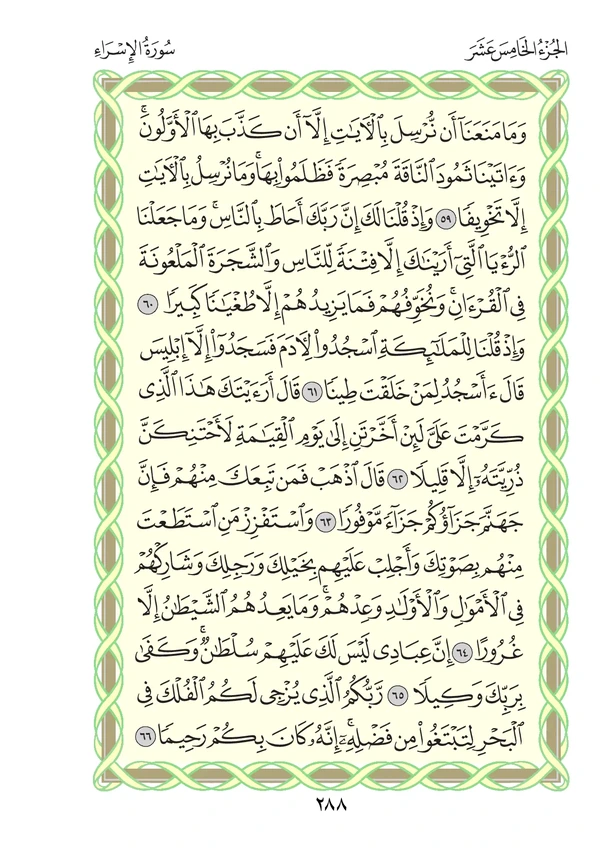 الجُزْءُ الخَامِسَ عَشَرَ
سُورَةُ الإِسْرَاءِ
وَمَا مَنَعَنَآ أَن نُّرْسِلَ بِٱلْأٓيَٰتِ إِلَّآ أَن كَذَّبَ بِهَا ٱلْأَوَّلُونَۚ
وَءَاتَيْنَا ثَمُودَ ٱلنَّاقَةَ مُبْصِرَةً فَظَلَمُوا۟ بِهَاۚ وَمَا نُرْسِلُ بِٱلْأٓيَٰتِ
إِلَّا تَخْوِيفًا ٥٩ وَإِذْ قُلْنَا لَكَ إِنَّ رَبَّكَ أَحَاطَ بِٱلنَّاسِۚ وَمَا جَعَلْنَا
ٱلرُّءْيَا ٱلَّتِىٓ أَرَيْنَٰكَ إِلَّا فِتْنَةً لِّلنَّاسِ وَٱلشَّجَرَةَ ٱلْمَلْعُونَةَ
فِى ٱلْقُرْءَانِۚ وَنُخَوِّفُهُمْ فَمَا يَزِيدُهُمْ إِلَّا طُغْيَٰنًا كَبِيرًا ٦٠
وَإِذْ قُلْنَا لِلْمَلَٰٓئِكَةِ ٱسْجُدُوا۟ لِأٓدَمَ فَسَجَدُوٓا۟ إِلَّآ إِبْلِيسَ
قَالَ ءَأَسْجُدُ لِمَنْ خَلَقْتَ طِينًا ٦١ قَالَ أَرَءَيْتَكَ هَٰذَا ٱلَّذِى
كَرَّمْتَ عَلَىَّ لَئِنْ أَخَّرْتَنِ إِلَىٰ يَوْمِ ٱلْقِيَٰمَةِ لَأَحْتَنِكَنَّ
ذُرِّيَّتَهُۥٓ إِلَّا قَلِيلًا ٦٢ قَالَ ٱذْهَبْ فَمَن تَبِعَكَ مِنْهُمْ فَإِنَّ
جَهَنَّمَ جَزَآؤُكُمْ جَزَآءً مَّوْفُورًا ٦٣ وَٱسْتَفْزِزْ مَنِ ٱسْتَطَعْتَ
مِنْهُم بِصَوْتِكَ وَأَجْلِبْ عَلَيْهِم بِخَيْلِكَ وَرَجِلِكَ وَشَارِكْهُمْ
فِى ٱلْأَمْوَٰلِ وَٱلْأَوْلَٰدِ وَعِدْهُمْۚ وَمَا يَعِدُهُمُ ٱلشَّيْطَٰنُ إِلَّا
غُرُورًا ٦٤ إِنَّ عِبَادِى لَيْسَ لَكَ عَلَيْهِمْ سُلْطَٰنٌۚ وَكَفَىٰ
بِرَبِّكَ وَكِيلًا ٦٥ رَّبُّكُمُ ٱلَّذِى يُزْجِى لَكُمُ ٱلْفُلْكَ فِى
ٱلْبَحْرِ لِتَبْتَغُوا۟ مِن فَضْلِهِۦٓۚ إِنَّهُۥ كَانَ بِكُمْ رَحِيمًا ٦٦
٢٨٨